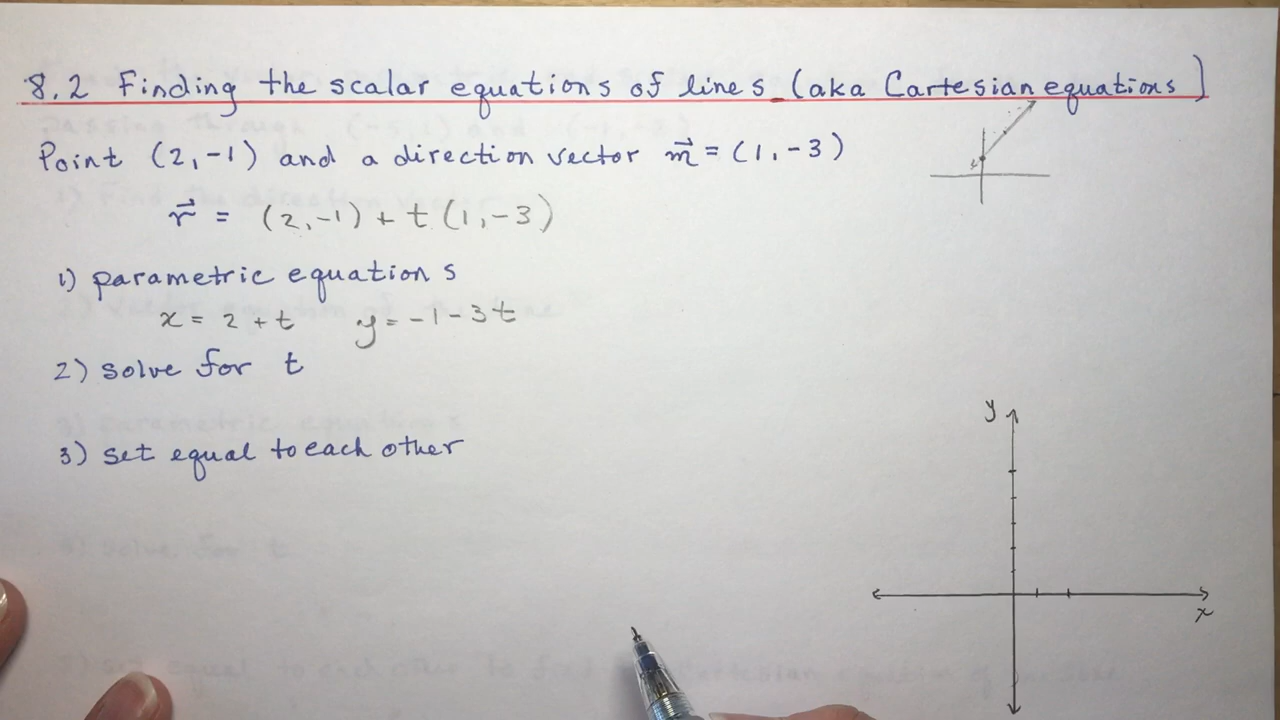 8.2 Finding the scalar equations of lines (aka Cartesian equations)
Point (2,-1) and a direction vector m⃗ = (1,-3)
r⃗ = (2,-1) + t (1,-3)
1) parametric equations
x = 2 + t y = -1 - 3t
2) solve for t
3) set equal to each other
y
x